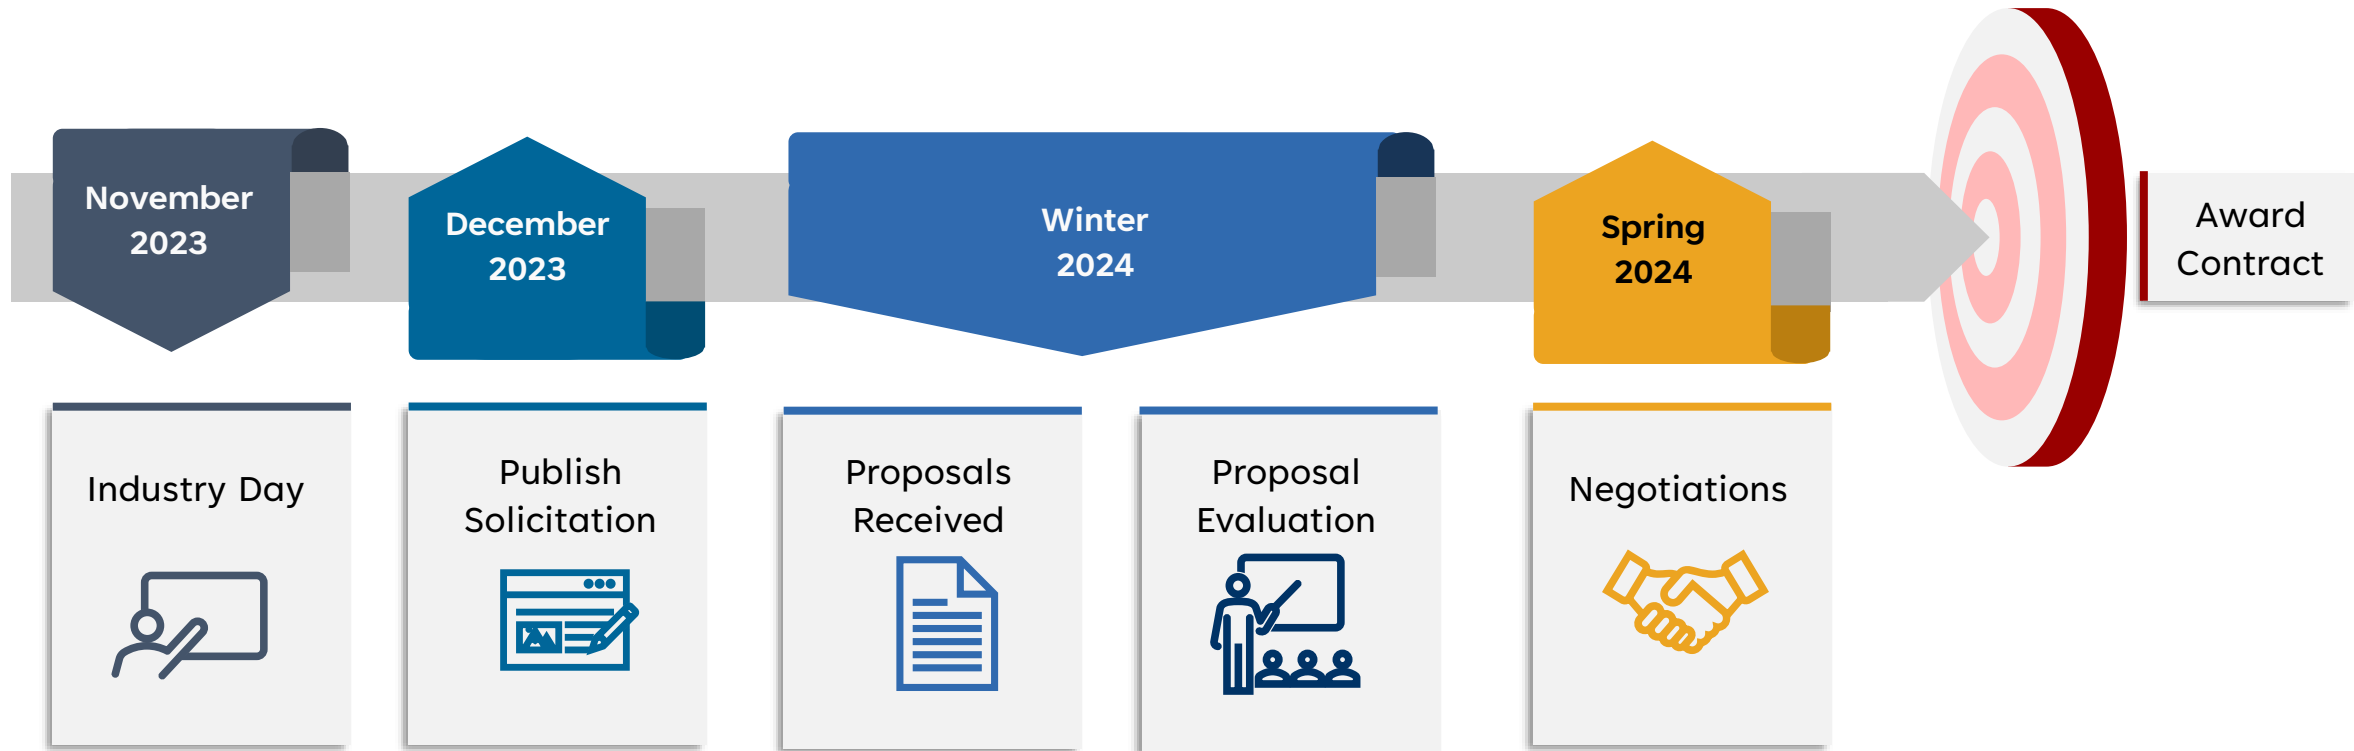 November
2023
December
2023
Winter
2024
Spring
2024
Award
Contract
Industry Day
Publish
Solicitation
Proposals
Received
Proposal
Evaluation
Negotiations